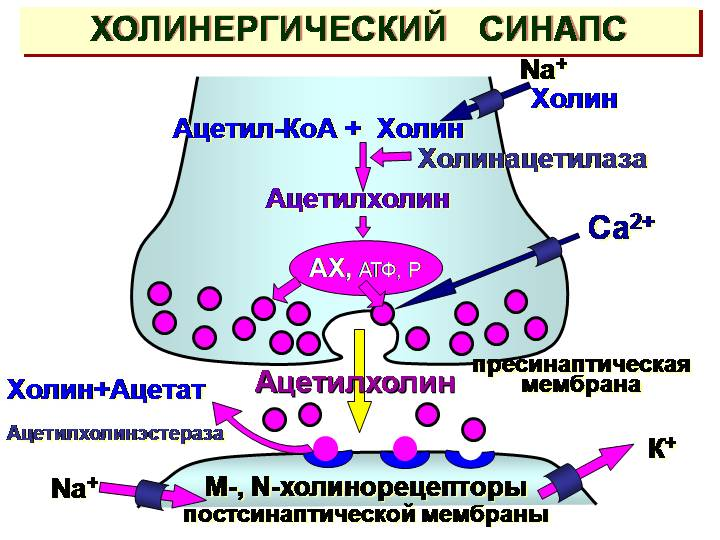 ХОЛИНЕРГИЧЕСКИЙ СИНАПС
Na⁺
Холин
Ацетил-КоА + Холин
Холинацетилаза
Ацетилхолин
Ca²⁺
АХ, АТФ, Р
пресинаптическая
мембрана
Ацетилхолин
Холин+Ацетат
Ацетилхолинэстераза
К⁺
Na⁺
М-, N-холинорецепторы
постсинаптической мембраны